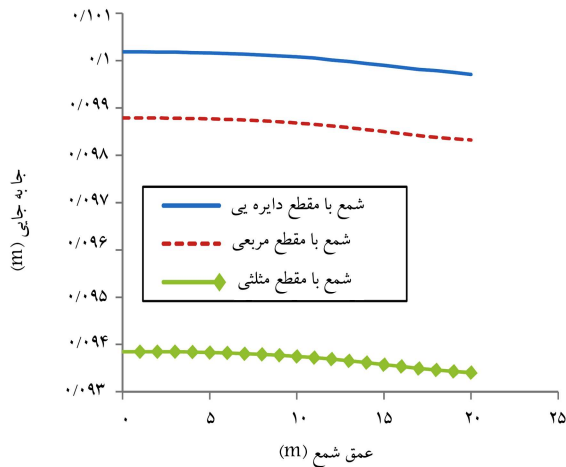 ۰/۱۰۱
۰/۱
۰/۰۹۹
۰/۰۹۸
۰/۰۹۷
۰/۰۹۶
۰/۰۹۵
۰/۰۹۴
۰/۰۹۳
جا به جایی (m)
شمع با مقطع دایره یی
شمع با مقطع مربعی
شمع با مقطع مثلثی
۰ ۵ ۱۰ ۱۵ ۲۰ ۲۵
عمق شمع (m)